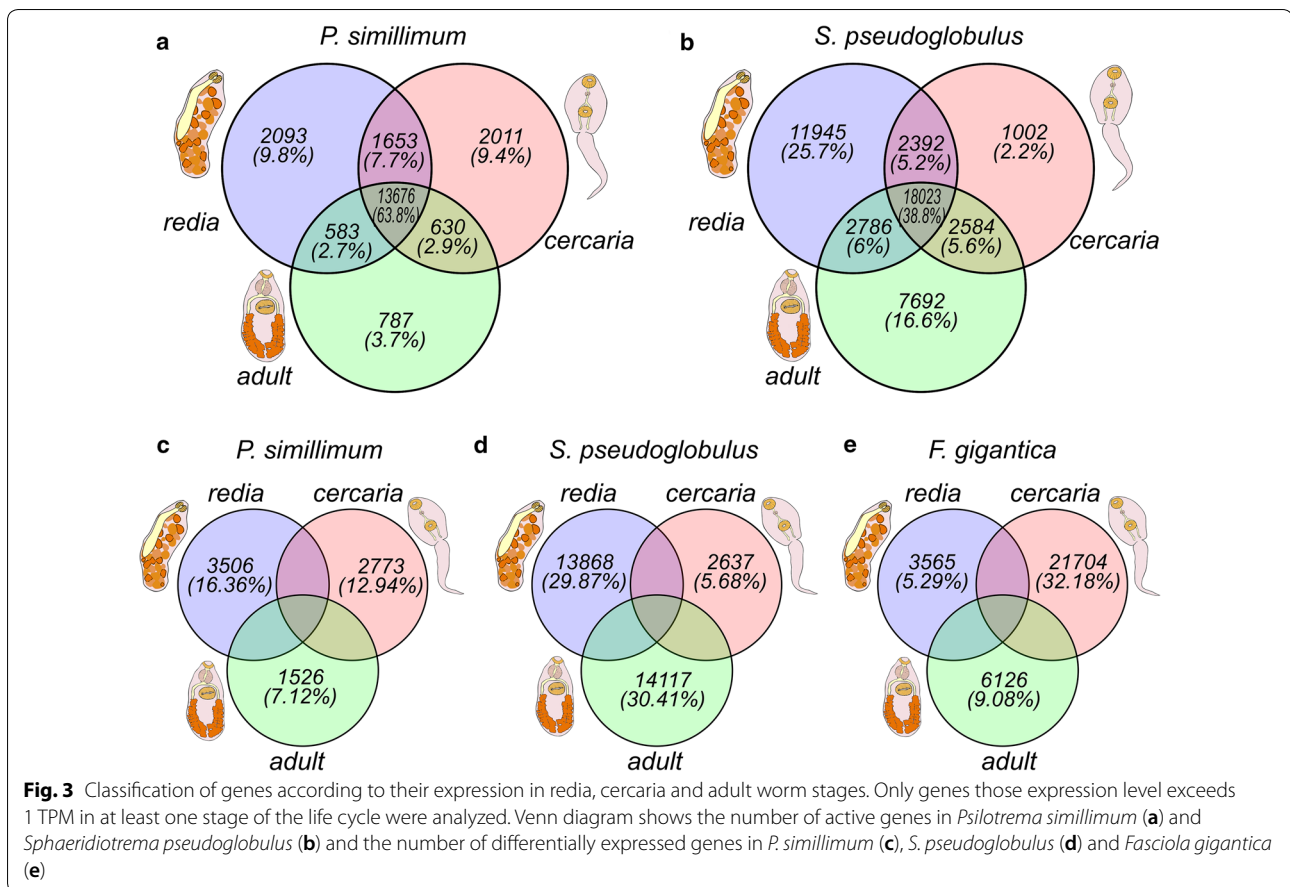 a
P. simillimum
2093
(9.8%)
1653
(7.7%)
2011
(9.4%)
13676
(63.8%)
583
(2.7%)
630
(2.9%)
787
(3.7%)
redia
cercaria
adult
b
S. pseudoglobulus
11945
(25.7%)
2392
(5.2%)
1002
(2.2%)
18023
(38.8%)
2786
(6%)
2584
(5.6%)
7692
(16.6%)
redia
cercaria
adult
c
P. simillimum
redia
cercaria
3506
(16.36%)
2773
(12.94%)
1526
(7.12%)
adult
d
S. pseudoglobulus
redia
cercaria
13868
(29.87%)
2637
(5.68%)
14117
(30.41%)
adult
e
F. gigantica
redia
cercaria
3565
(5.29%)
21704
(32.18%)
6126
(9.08%)
adult
Fig. 3 Classification of genes according to their expression in redia, cercaria and adult worm stages. Only genes those expression level exceeds
1 TPM in at least one stage of the life cycle were analyzed. Venn diagram shows the number of active genes in Psilotrema simillimum (a) and
Sphaeridiotrema pseudoglobulus (b) and the number of differentially expressed genes in P. simillimum (c), S. pseudoglobulus (d) and Fasciola gigantica
(e)